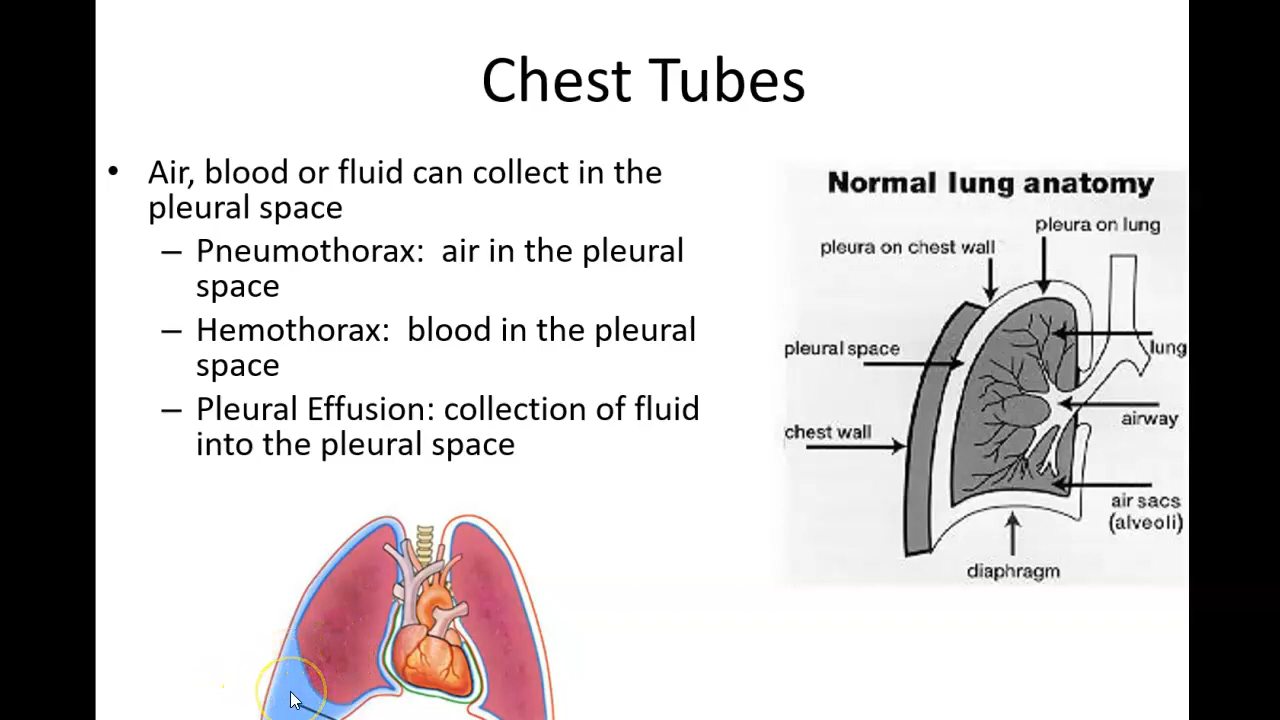 Chest Tubes
• Air, blood or fluid can collect in the
pleural space
– Pneumothorax:  air in the pleural
space
– Hemothorax:  blood in the pleural
space
– Pleural Effusion: collection of fluid
into the pleural space
Normal lung anatomy
pleura on lung
pleura on chest wall
pleural space
lung
airway
chest wall
air sacs
(alveoli)
diaphragm